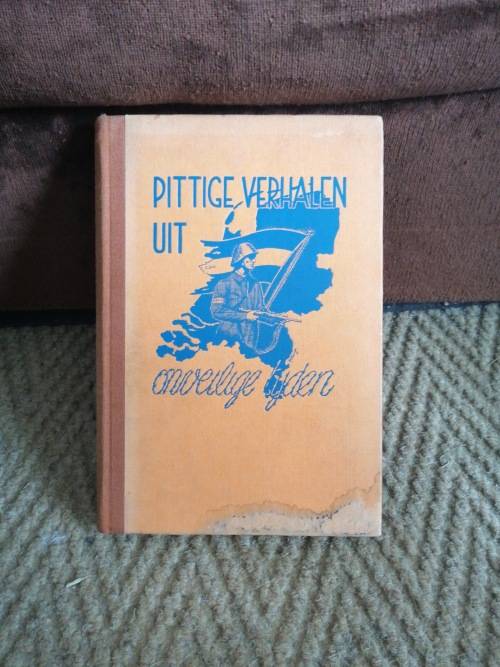 PITTIGE VERHALEN
UIT
onveilige tijden